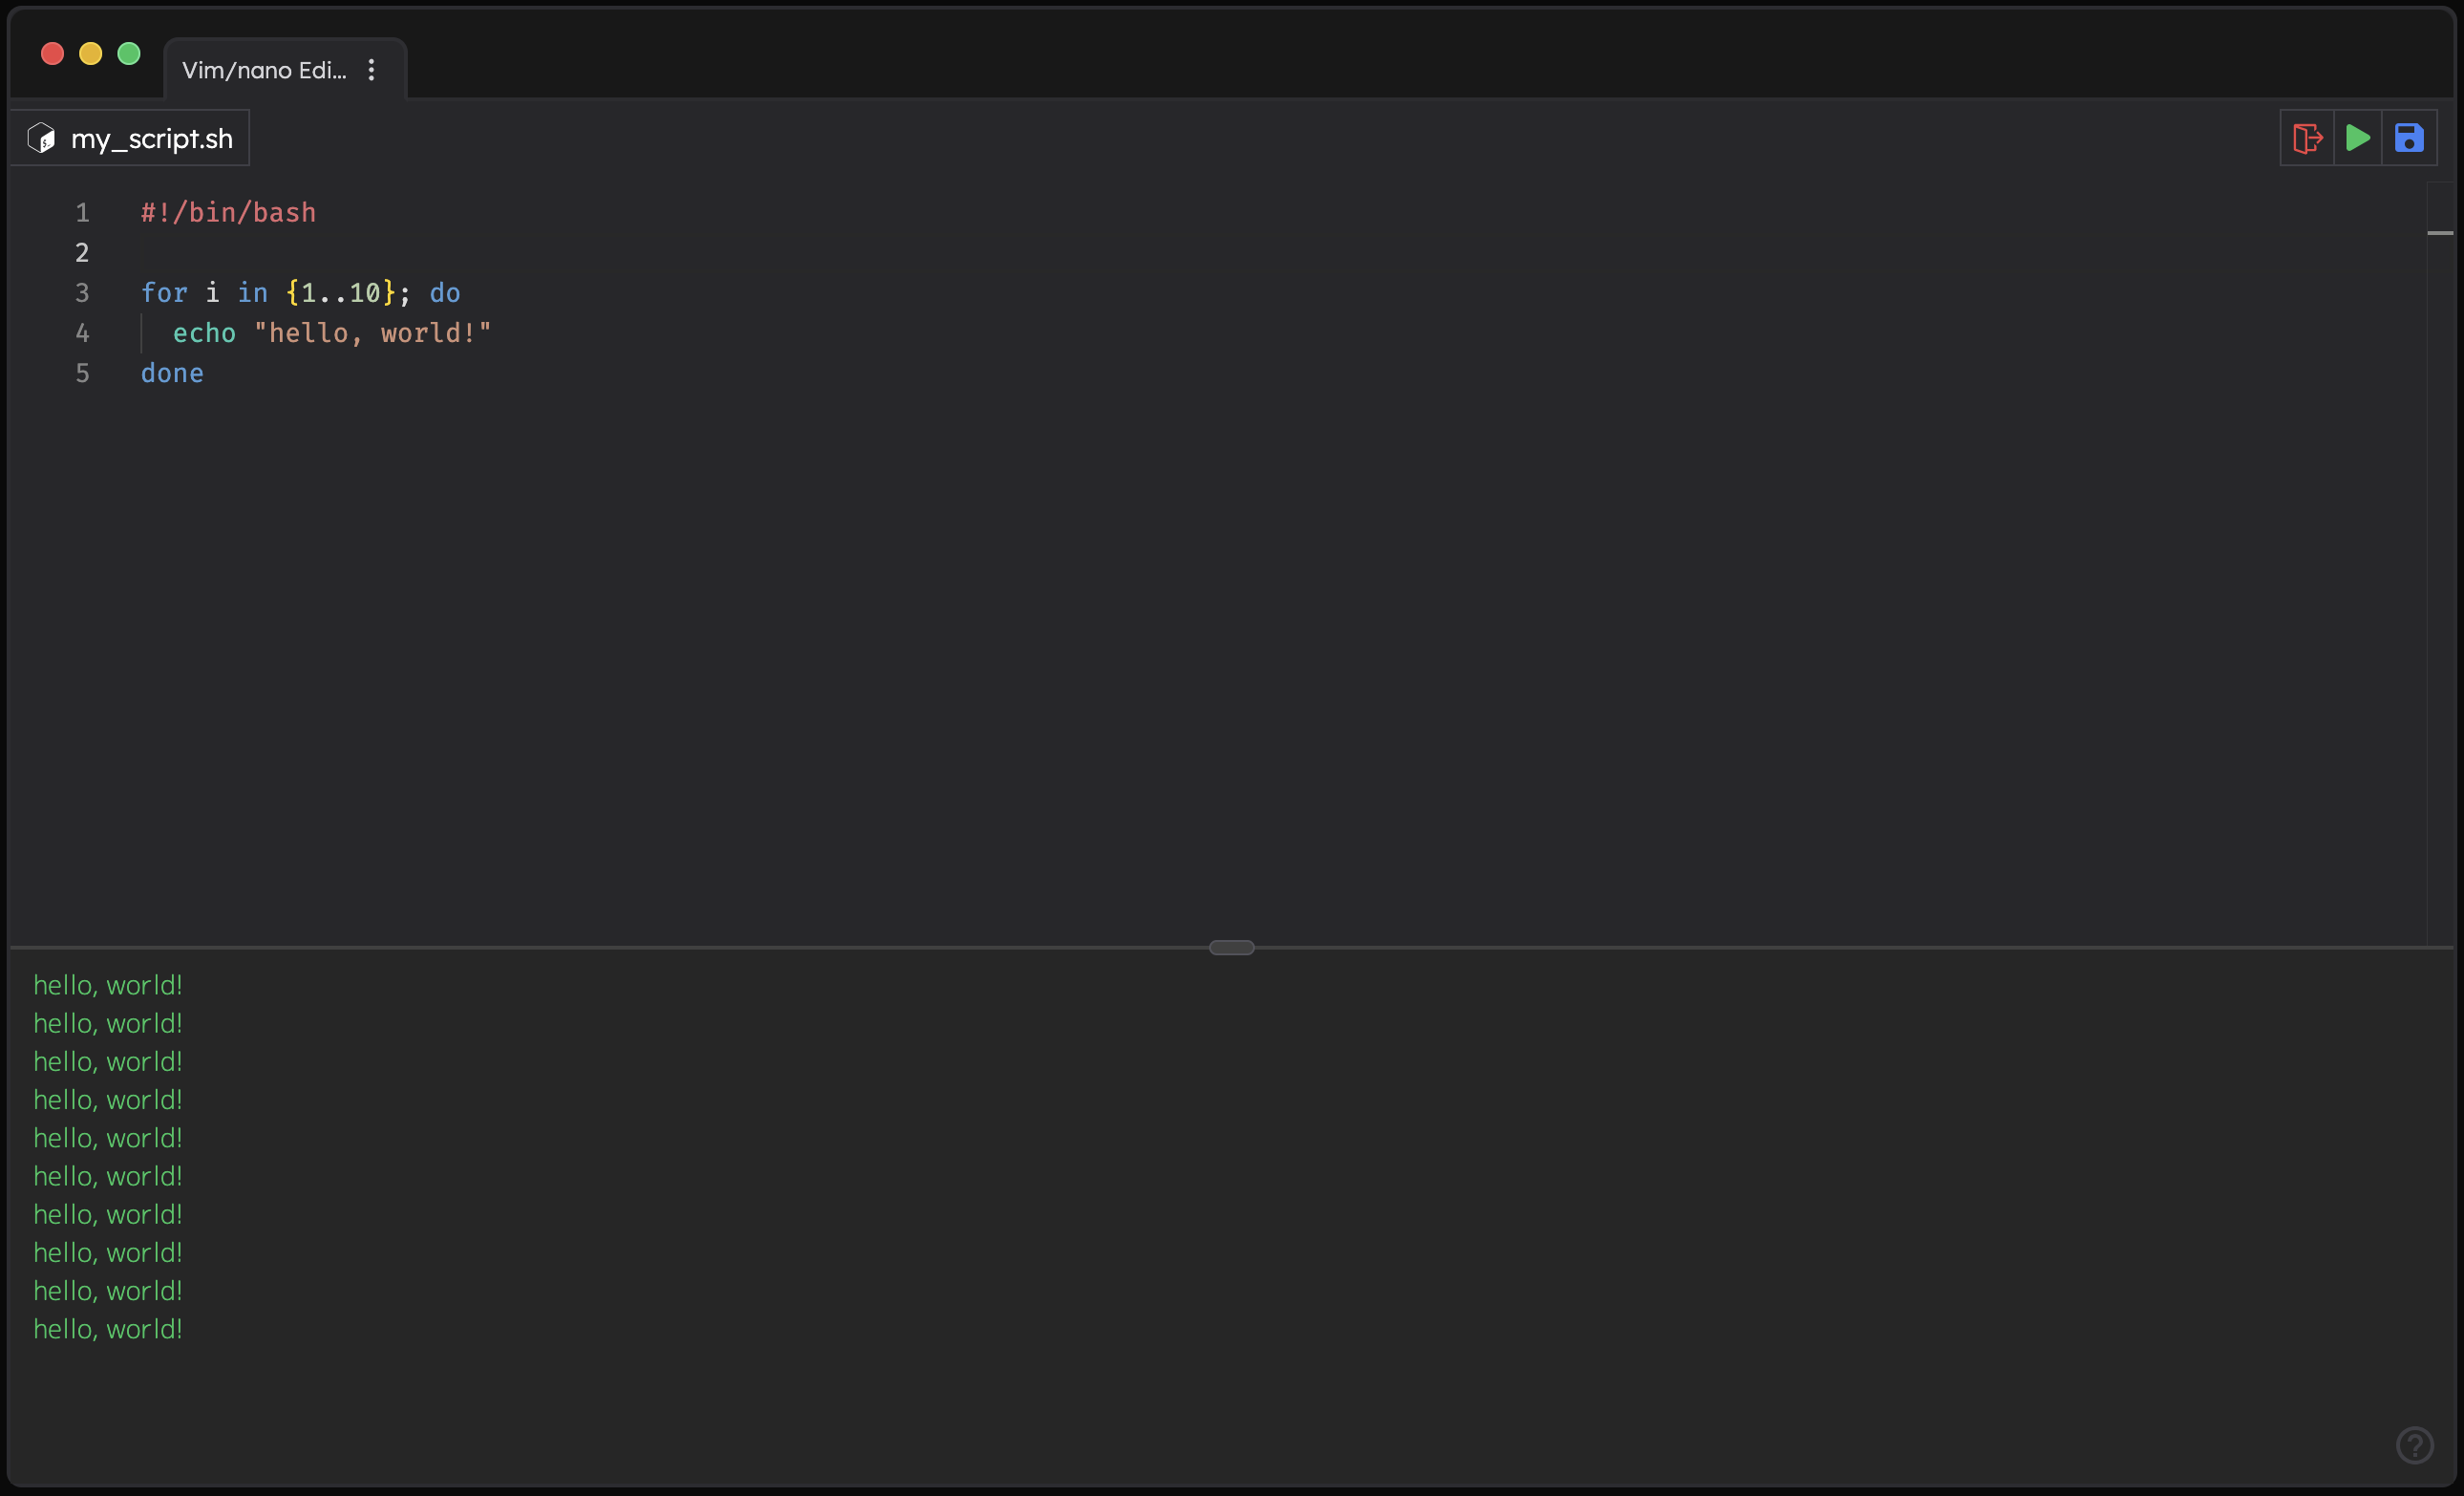 Vim/nano Edi...
my_script.sh
1 #!/bin/bash
2
3 for i in {1..10}; do
4   echo "hello, world!"
5 done
hello, world!
hello, world!
hello, world!
hello, world!
hello, world!
hello, world!
hello, world!
hello, world!
hello, world!
hello, world!
?